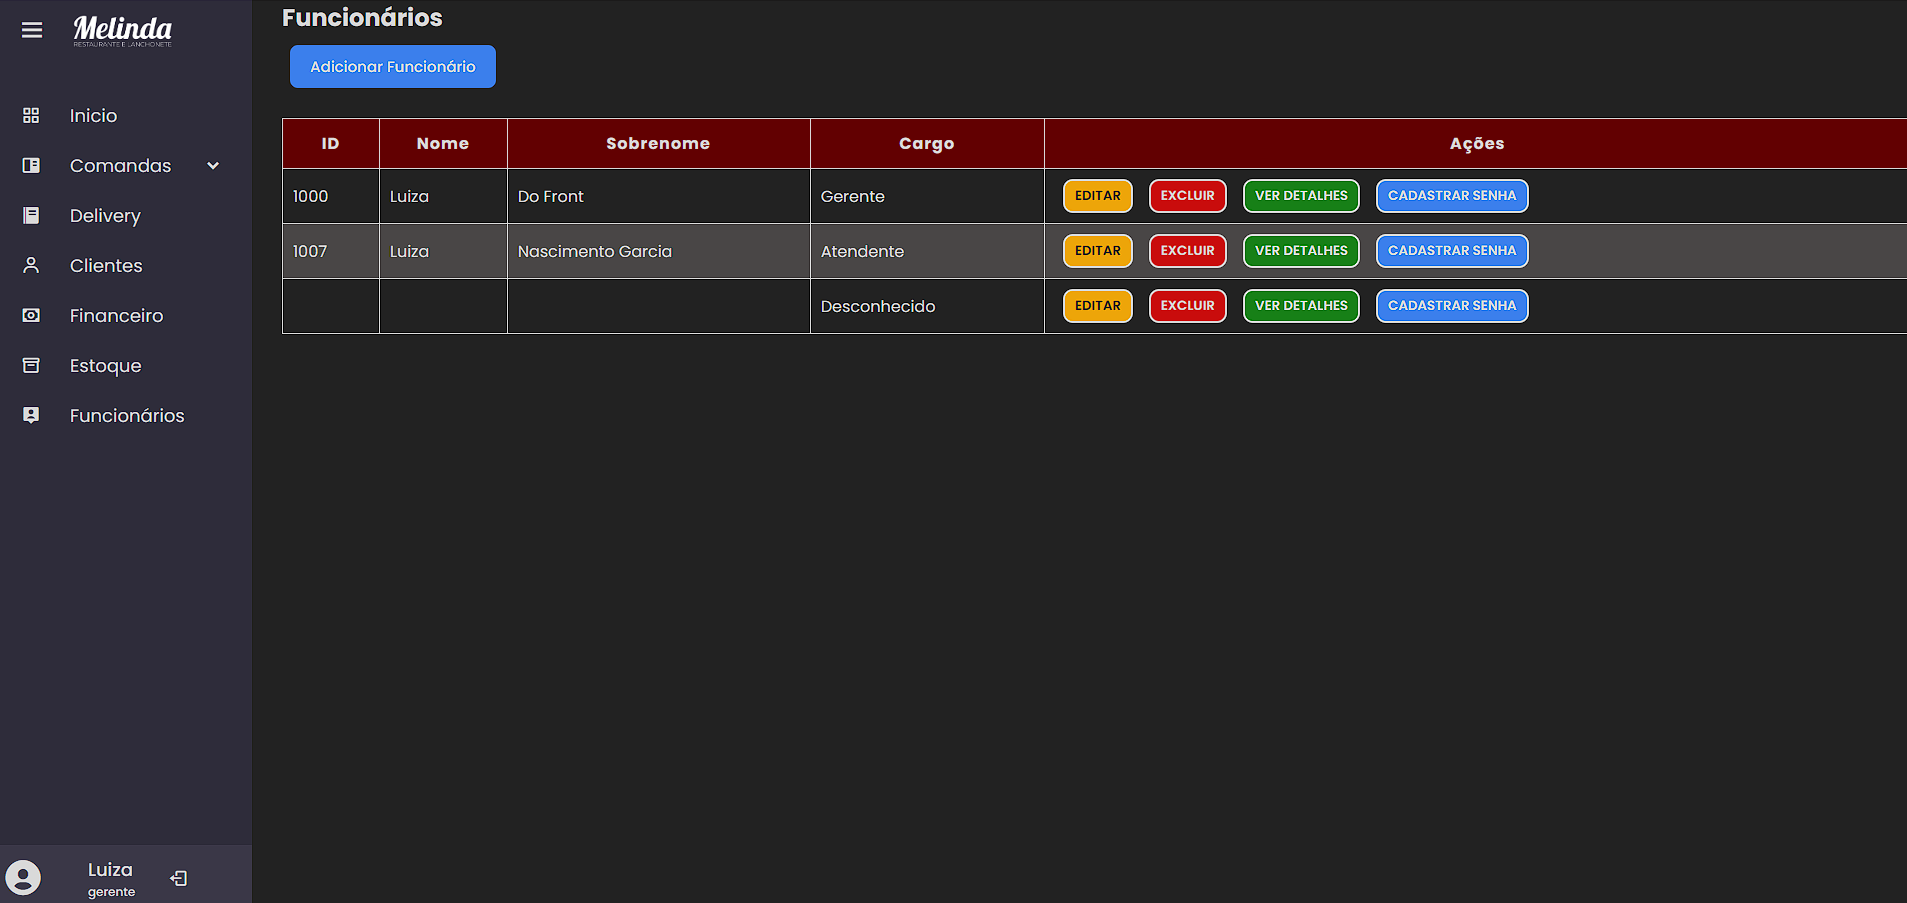 Melinda
RESTAURANTE E LANCHONETE
Inicio
Comandas
Delivery
Clientes
Financeiro
Estoque
Funcionários
Luiza
gerente
Funcionários
Adicionar Funcionário
ID Nome Sobrenome Cargo Ações
1000 Luiza Do Front Gerente EDITAR EXCLUIR VER DETALHES CADASTRAR SENHA
1007 Luiza Nascimento Garcia Atendente EDITAR EXCLUIR VER DETALHES CADASTRAR SENHA
Desconhecido EDITAR EXCLUIR VER DETALHES CADASTRAR SENHA